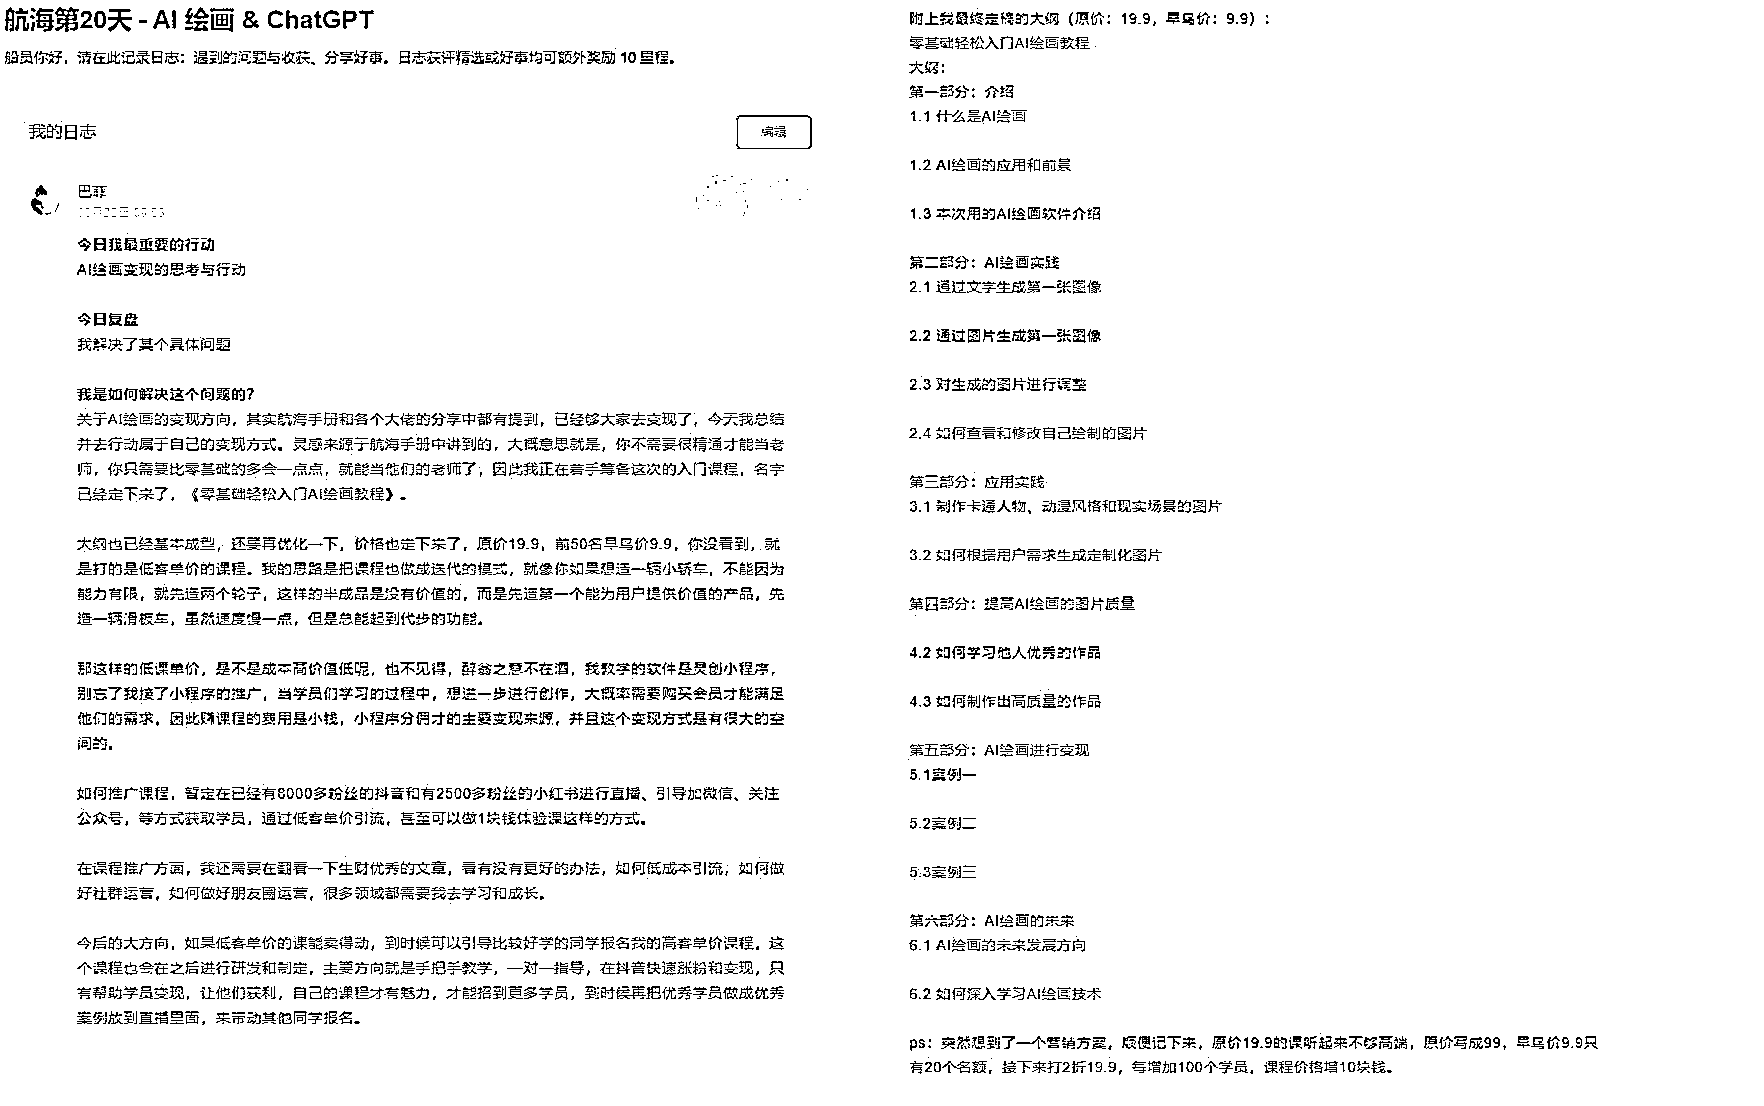 航海第20天 - AI 绘画 & ChatGPT
船员你好，请在此记录日志：遇到的问题与收获、分享好事。日志获评精选或好事均可额外奖励 10 里程。
我的日志
编辑
巴菲
今日我最重要的行动
AI绘画变现的思考与行动
今日复盘
我解决了某个具体问题
我是如何解决这个问题的？
关于AI绘画的变现方向，其实航海手册和各个大佬的分享中都有提到，已经够大家去变现了，今天我总结
并去行动属于自己的变现方式。灵感来源于航海手册中讲到的，大概意思就是，你不需要很精通才能当老
师，你只需要比零基础的多会一点点，就能当他们的老师了，因此我正在着手筹备这次的入门课程，名字
已经定下来了，《零基础轻松入门AI绘画教程》。
大纲也已经基本成型，还要再优化一下，价格也定下来了，原价19.9，前50名早鸟价9.9，你没看到，就
是打的是低客单价的课程。我的思路是把课程也做成迭代的模式，就像你如果想造一辆小轿车，不能因为
能力有限，就先造两个轮子，这样的半成品是没有价值的，而是先造第一个能为用户提供价值的产品，先
造一辆滑板车，虽然速度慢一点，但是总能起到代步的功能。
那这样的低课单价，是不是成本高价值低呢，也不见得，醉翁之意不在酒，我教学的软件是灵创小程序，
别忘了我接了小程序的推广，当学员们学习的过程中，想进一步进行创作，大概率需要购买会员才能满足
他们的需求，因此赚课程的费用是小钱，小程序分佣才的主要变现来源，并且这个变现方式是有很大的空
间的。
如何推广课程，暂定在已经有8000多粉丝的抖音和有2500多粉丝的小红书进行直播、引导加微信、关注
公众号，等方式获取学员，通过低客单价引流，甚至可以做1块钱体验课这样的方式。
在课程推广方面，我还需要在翻看一下生财优秀的文章，看有没有更好的办法，如何低成本引流，如何做
好社群运营，如何做好朋友圈运营，很多领域都需要我去学习和成长。
今后的大方向，如果低客单价的课能卖得动，到时候可以引导比较好学的同学报名我的高客单价课程，这
个课程也会在之后进行研发和制定，主要方向就是手把手教学，一对一指导，在抖音快速涨粉和变现，只
有帮助学员变现，让他们获利，自己的课程才有魅力，才能招到更多学员，到时候再把优秀学员做成优秀
案例放到直播里面，来带动其他同学报名。
附上我最终定稿的大纲（原价：19.9，早鸟价：9.9）：
零基础轻松入门AI绘画教程
大纲：
第一部分：介绍
1.1 什么是AI绘画
1.2 AI绘画的应用和前景
1.3 本次用的AI绘画软件介绍
第二部分：AI绘画实践
2.1 通过文字生成第一张图像
2.2 通过图片生成第一张图像
2.3 对生成的图片进行调整
2.4 如何查看和修改自己绘制的图片
第三部分：应用实践
3.1 制作卡通人物、动漫风格和现实场景的图片
3.2 如何根据用户需求生成定制化图片
第四部分：提高AI绘画的图片质量
4.2 如何学习他人优秀的作品
4.3 如何制作出高质量的作品
第五部分：AI绘画进行变现
5.1案例一
5.2案例二
5.3案例三
第六部分：AI绘画的未来
6.1 AI绘画的未来发展方向
6.2 如何深入学习AI绘画技术
ps：突然想到了一个营销方案，顺便记下来，原价19.9的课听起来不够高端，原价写成99，早鸟价9.9只
有20个名额，接下来打2折19.9，每增加100个学员，课程价格增10块钱。